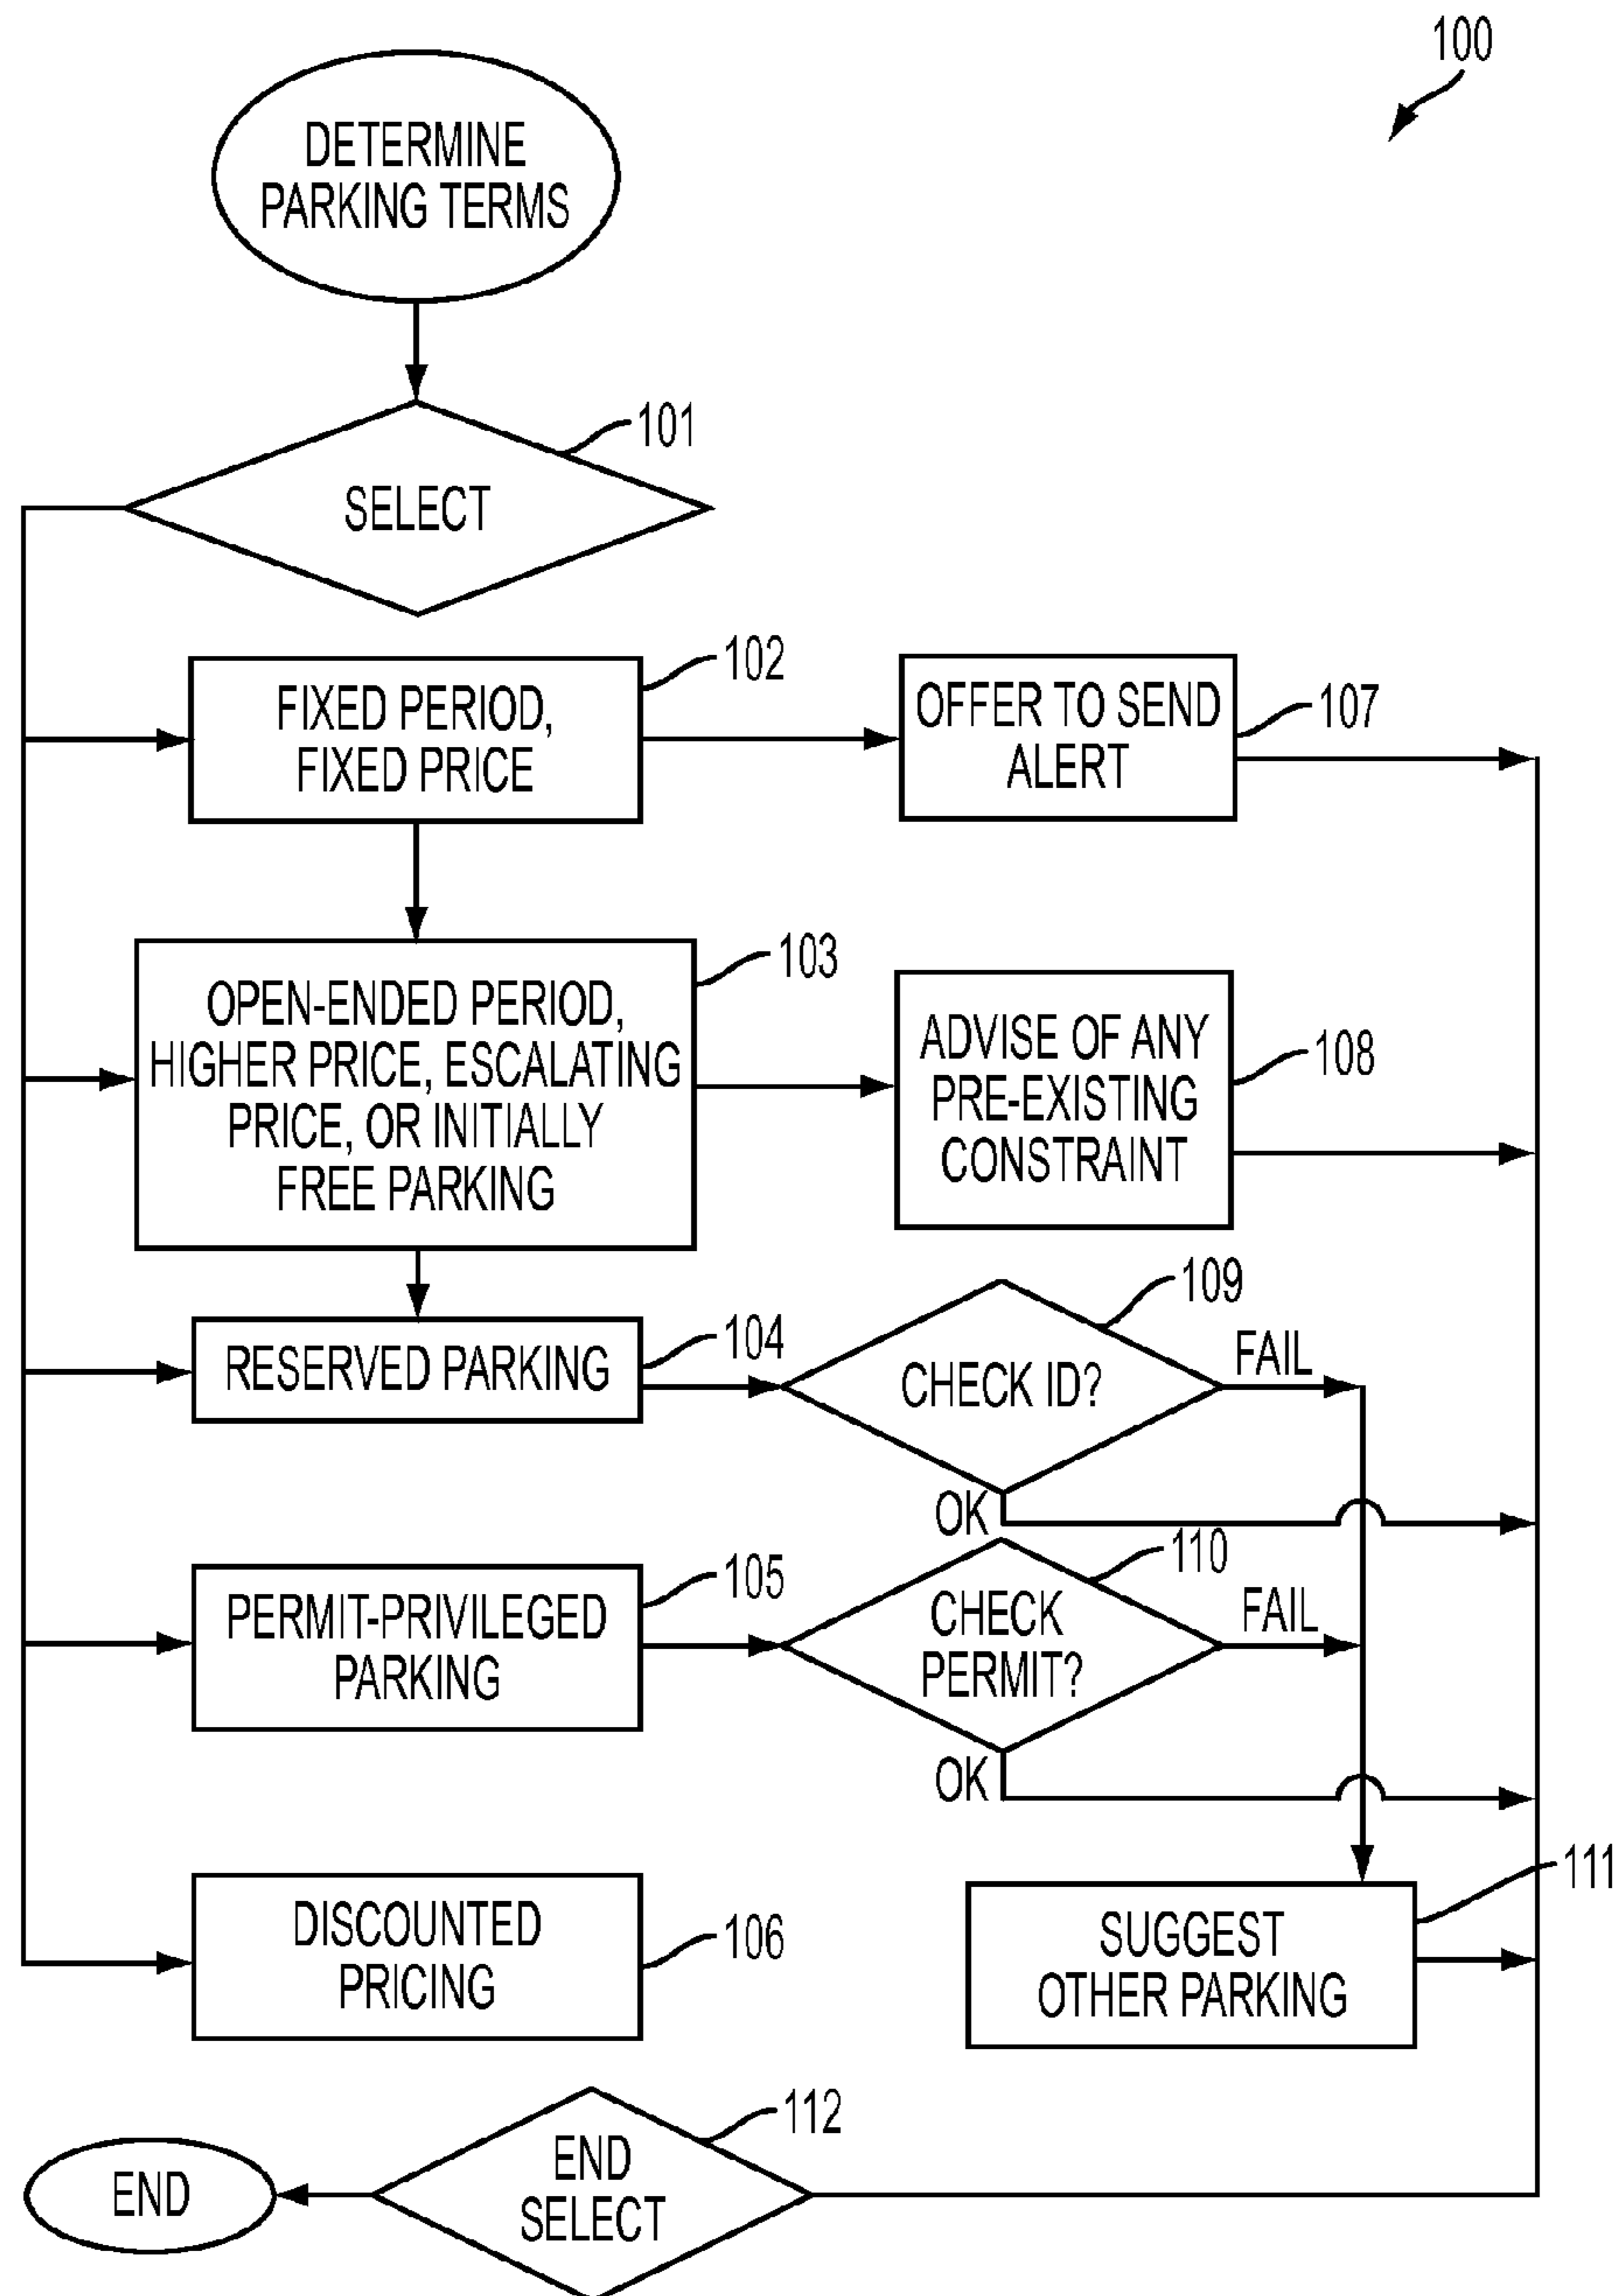 100
DETERMINE
PARKING TERMS
101
SELECT
102
FIXED PERIOD,
FIXED PRICE
OFFER TO SEND
ALERT
107
103
OPEN-ENDED PERIOD,
HIGHER PRICE, ESCALATING
PRICE, OR INITIALLY
FREE PARKING
ADVISE OF ANY
PRE-EXISTING
CONSTRAINT
108
RESERVED PARKING
104
109
CHECK ID?
FAIL
OK
PERMIT-PRIVILEGED
PARKING
105
110
CHECK
PERMIT?
FAIL
OK
DISCOUNTED
PRICING
106
111
SUGGEST
OTHER PARKING
112
END
SELECT
END